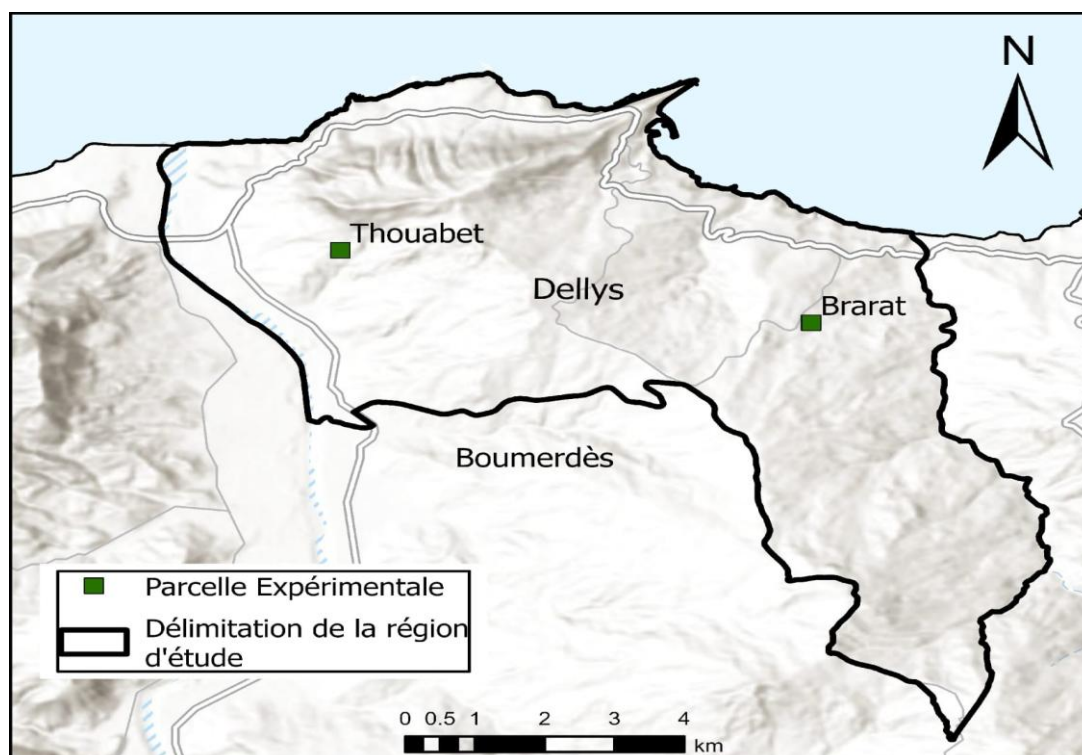 N
Thouabet
Dellys
Brarat
Boumerdès
Parcelle Expérimentale
Délimitation de la région
d'étude
0 0.5 1 2 3 4
km